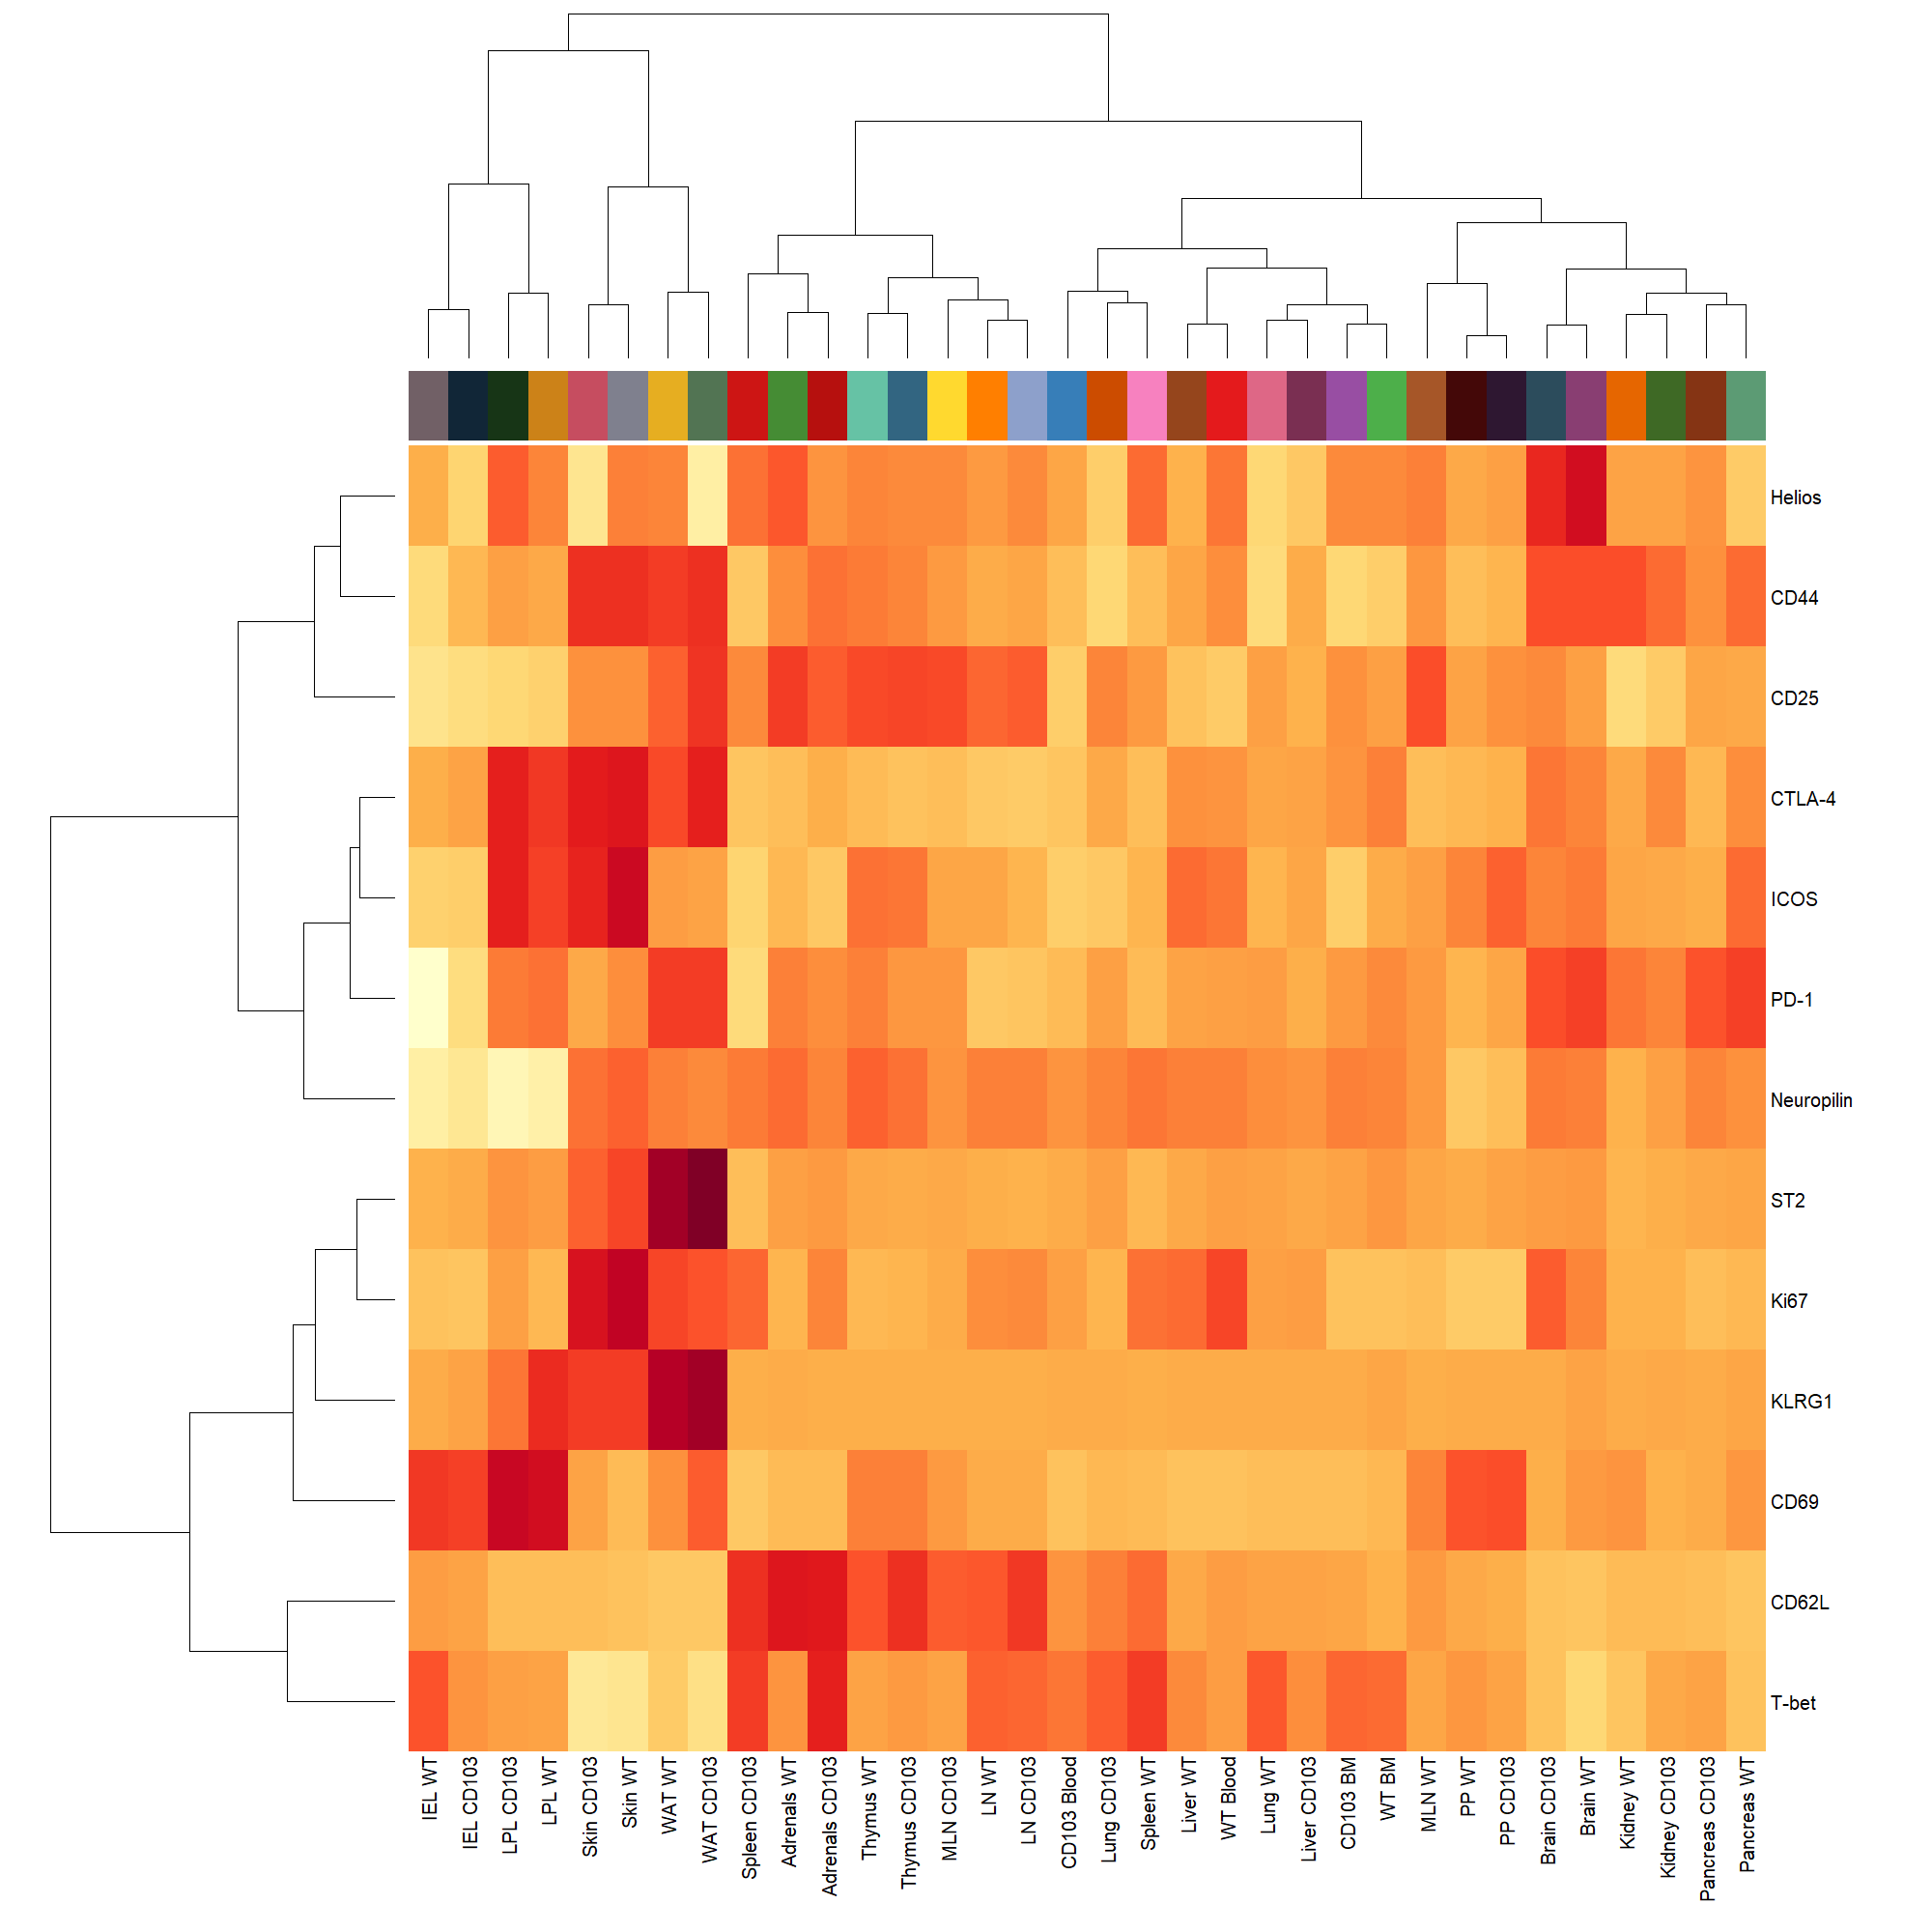 Helios
CD44
CD25
CTLA-4
ICOS
PD-1
Neuropilin
ST2
Ki67
KLRG1
CD69
CD62L
T-bet
IEL WT
IEL CD103
LPL CD103
LPL WT
Skin CD103
Skin WT
WAT WT
WAT CD103
Spleen CD103
Adrenals WT
Adrenals CD103
Thymus WT
Thymus CD103
MLN CD103
LN WT
LN CD103
CD103 Blood
Lung CD103
Spleen WT
Liver WT
WT Blood
Lung WT
Liver CD103
CD103 BM
WT BM
MLN WT
PP WT
PP CD103
Brain CD103
Brain WT
Kidney WT
Kidney CD103
Pancreas CD103
Pancreas WT